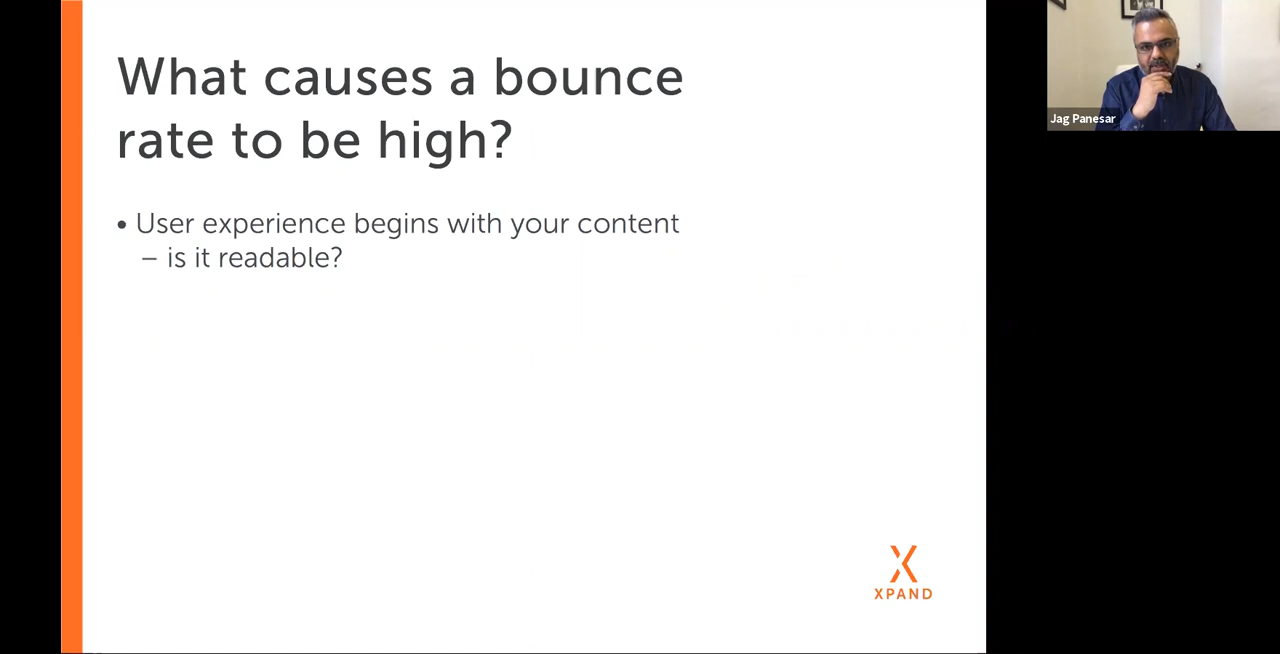 What causes a bounce
rate to be high?
• User experience begins with your content
– is it readable?
XPAND
Jag Panesar